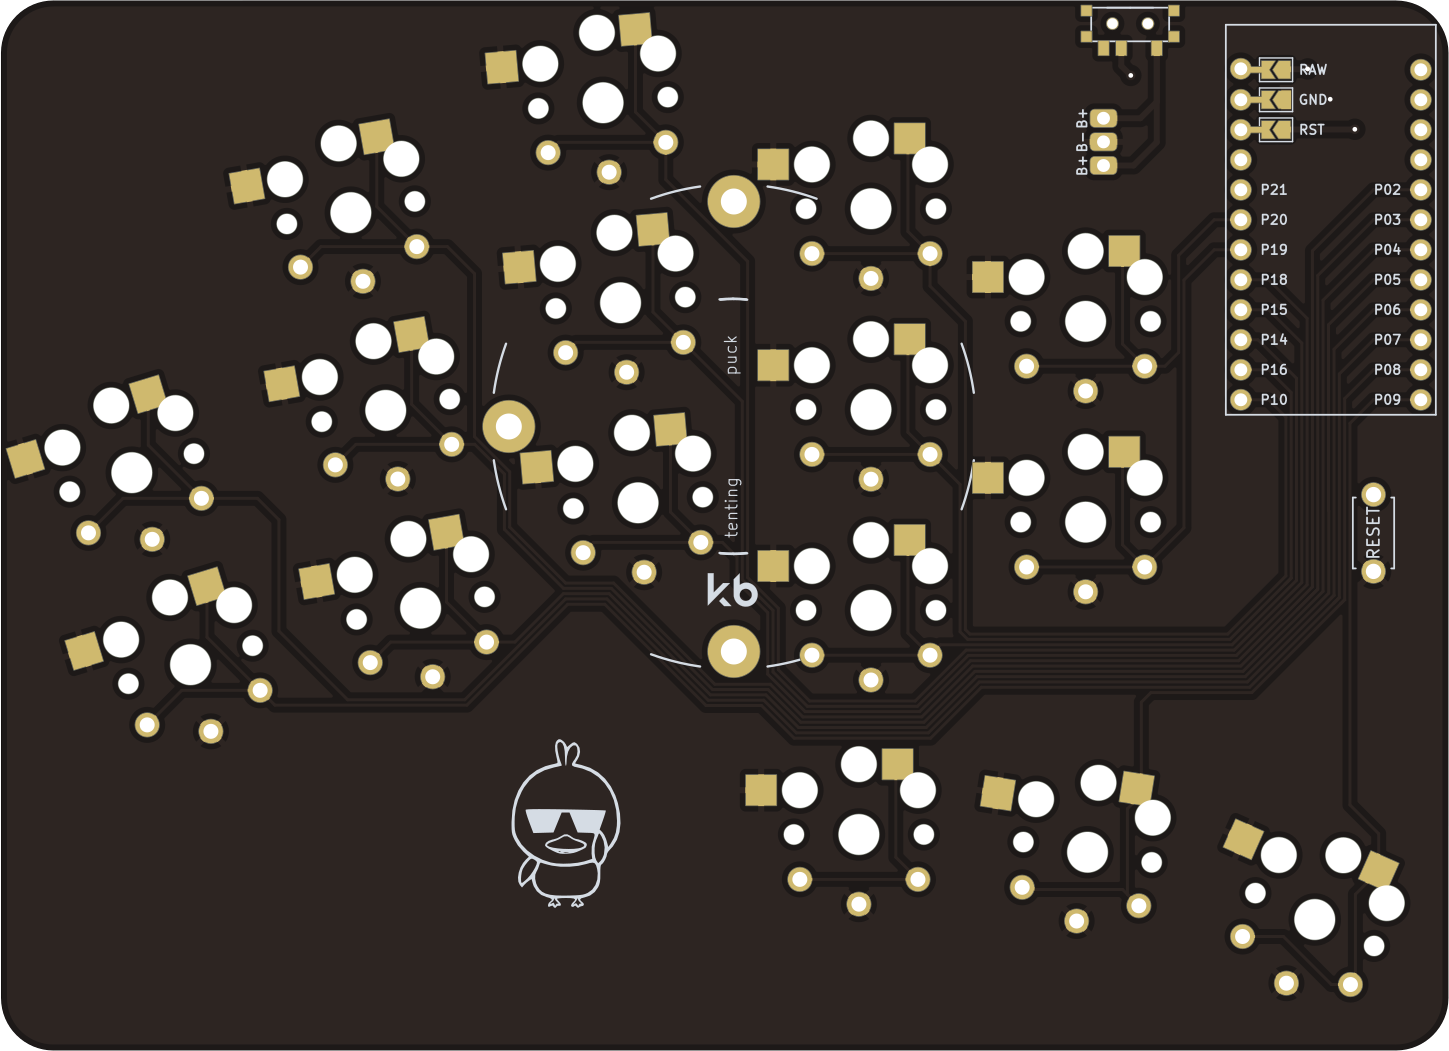 RAW
GND
RST
P21
P20
P19
P18
P15
P14
P16
P10
P02
P03
P04
P05
P06
P07
P08
P09
B+
B-
B+
puck
tenting
kb
RESET